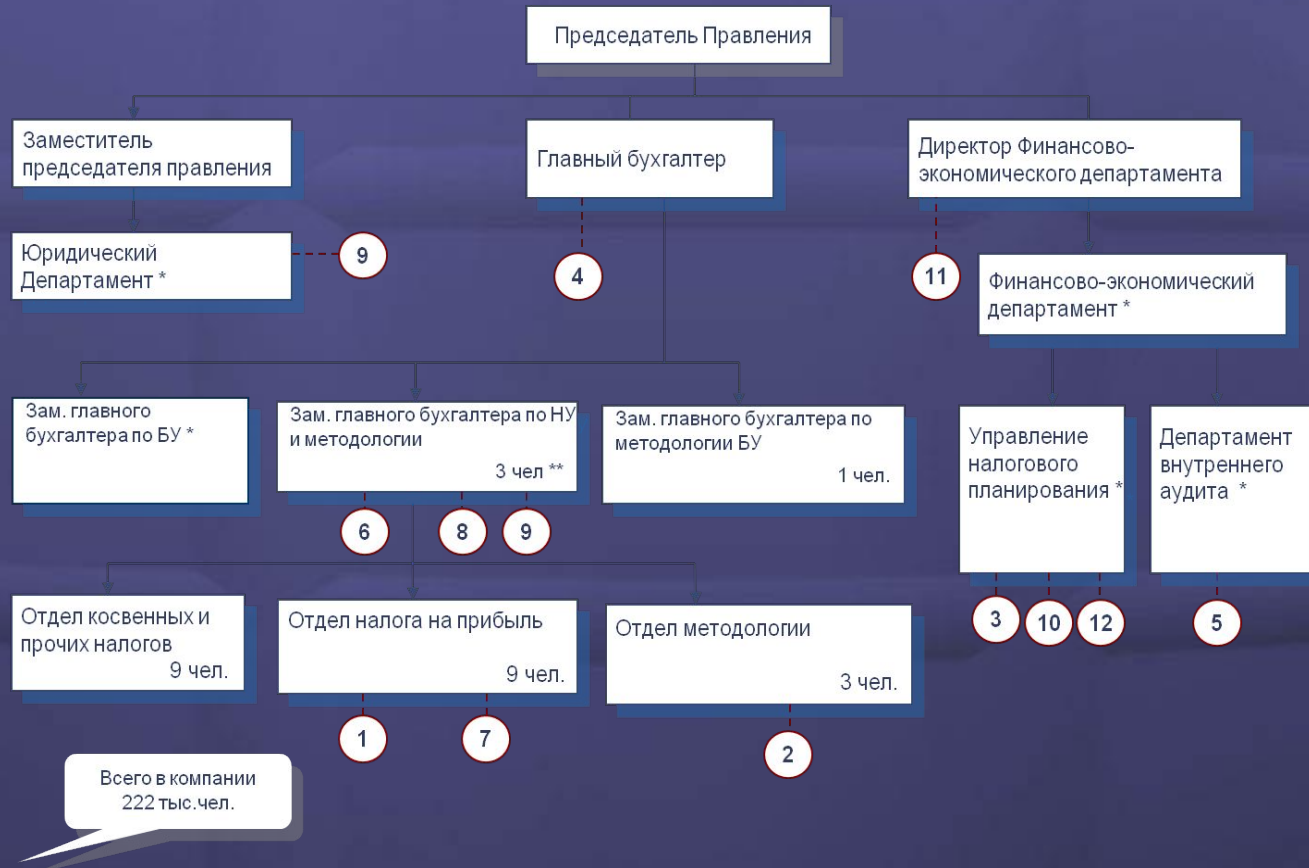 Председатель Правления
Заместитель
председателя правления
Главный бухгалтер
Директор Финансово-
экономического департамента
Юридический
Департамент *
9
4
11
Финансово-экономический
департамент *
Зам. главного
бухгалтера по БУ *
Зам. главного бухгалтера по НУ
и методологии
3 чел **
Зам. главного бухгалтера по
методологии БУ
1 чел.
Управление
налогового
планирования *
Департамент
внутреннего
аудита *
6
8
9
3
10
12
5
Отдел косвенных и
прочих налогов
9 чел.
Отдел налога на прибыль
9 чел.
Отдел методологии
3 чел.
1
7
2
Всего в компании
222 тыс.чел.